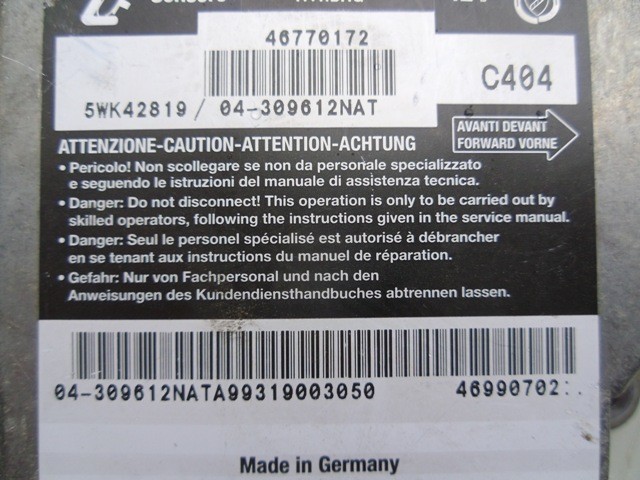 46770172
C404
5WK42819 / 04-309612NAT
AVANTI DEVANT
FORWARD VORNE
ATTENZIONE-CAUTION-ATTENTION-ACHTUNG
• Pericolo! Non scollegare se non da personale specializzato
e seguendo le istruzioni del manuale di assistenza tecnica.
• Danger: Do not disconnect! This operation is only to be carried out by
skilled operators, following the instructions given in the service manual.
• Danger: Seul le personel spécialisé est autorisé à débrancher
en se tenant aux instructions du manuel de réparation.
• Gefahr: Nur von Fachpersonal und nach den
Anweisungen des Kundendiensthandbuches abtrennen lassen.
04-309612NATA99319003050 46990702
Made in Germany